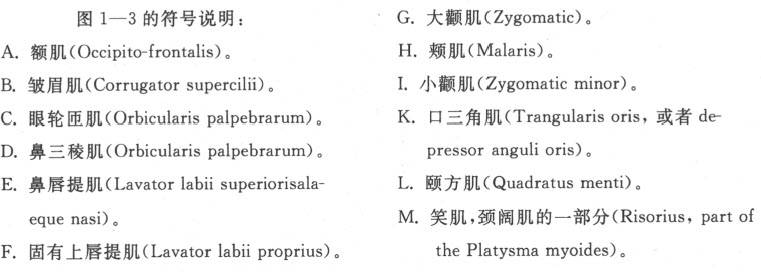 图 1—3 的符号说明：
A. 额肌(Occipito-frontalis)。
B. 皱眉肌(Corrugator supercilii)。
C. 眼轮匝肌(Orbicularis palpebrarum)。
D. 鼻三稜肌(Orbicularis palpebrarum)。
E. 鼻唇提肌(Lavator labii superiorisala-
eque nasi)。
F. 固有上唇提肌(Lavator labii proprius)。
G. 大颧肌(Zygomatic)。
H. 颊肌(Malaris)。
I. 小颧肌(Zygomatic minor)。
K. 口三角肌(Trangularis oris，或者 de-
pressor anguli oris)。
L. 颐方肌(Quadratus menti)。
M. 笑肌，颈阔肌的一部分(Risorius，part of
the Platysma myoides)。